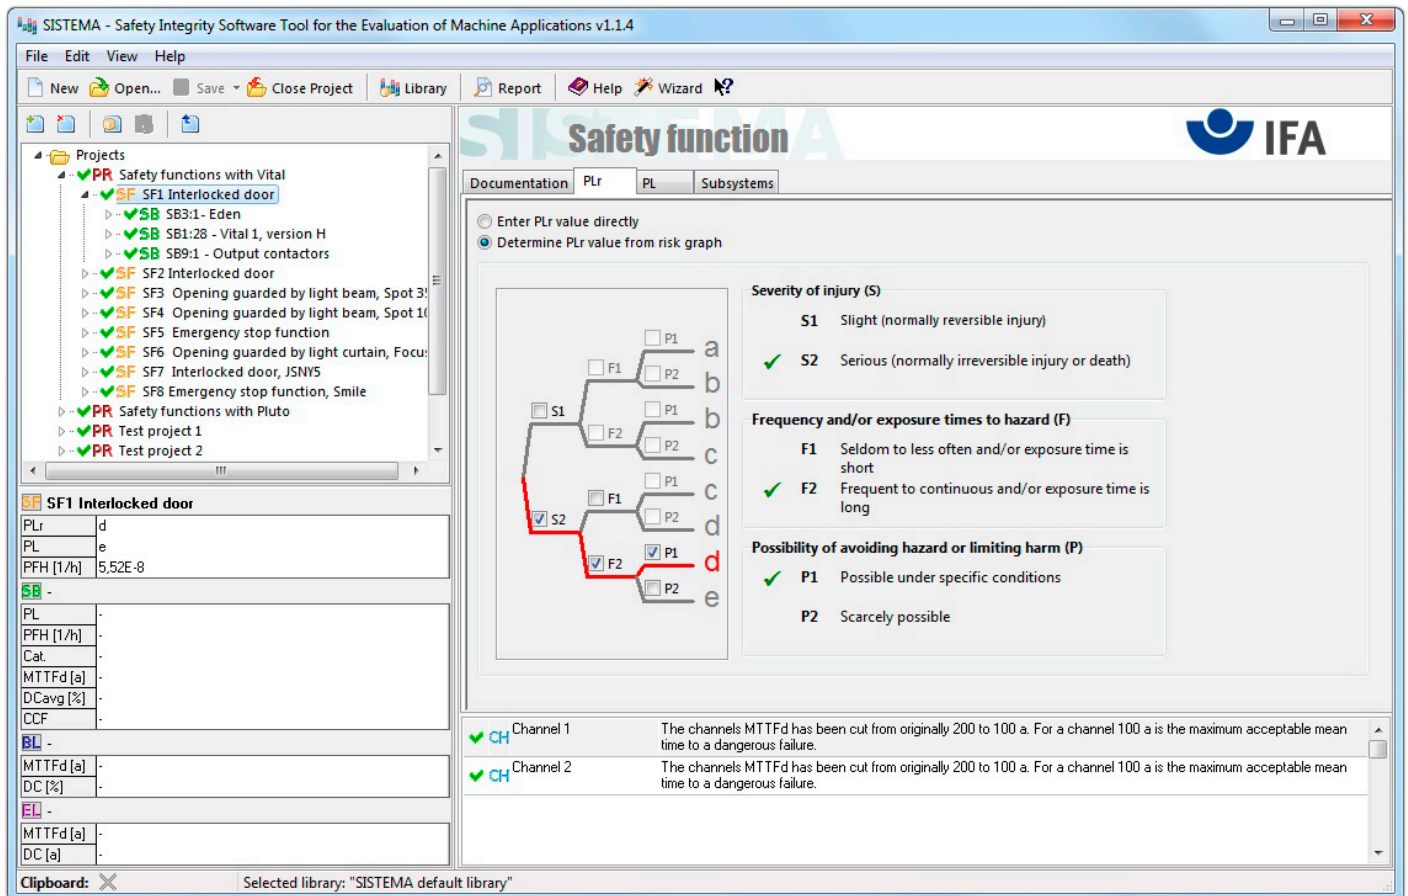 SISTEMA - Safety Integrity Software Tool for the Evaluation of Machine Applications v1.1.4
File Edit View Help
New Open... Save Close Project Library Report Help Wizard
Projects
PR Safety functions with Vital
SF SF1 Interlocked door
SB SB3:1- Eden
SB SB1:28 - Vital 1, version H
SB SB9:1 - Output contactors
SF SF2 Interlocked door
SF SF3 Opening guarded by light beam, Spot 35
SF SF4 Opening guarded by light beam, Spot 10
SF SF5 Emergency stop function
SF SF6 Opening guarded by light curtain, Focus
SF SF7 Interlocked door, JSNY5
SF SF8 Emergency stop function, Smile
PR Safety functions with Pluto
PR Test project 1
PR Test project 2
SF SF1 Interlocked door
PLr d
PL e
PFH [1/h] 5,52E-8
SB -
PL -
PFH [1/h] -
Cat. -
MTTFd [a] -
DCavg [%] -
CCF -
BL -
MTTFd [a] -
DC [%] -
EL -
MTTFd [a] -
DC [a] -
SISTEMA
Safety function
IFA
Documentation PLr PL Subsystems
Enter PLr value directly
Determine PLr value from risk graph
P1 a
F1
P2 b
S1
P1 b
F2
P2 c
P1 c
F1
P2 d
S2
P1 d
F2
P2 e
Severity of injury (S)
S1 Slight (normally reversible injury)
S2 Serious (normally irreversible injury or death)
Frequency and/or exposure times to hazard (F)
F1 Seldom to less often and/or exposure time is
short
F2 Frequent to continuous and/or exposure time is
long
Possibility of avoiding hazard or limiting harm (P)
P1 Possible under specific conditions
P2 Scarcely possible
CH Channel 1 The channels MTTFd has been cut from originally 200 to 100 a. For a channel 100 a is the maximum acceptable mean
time to a dangerous failure.
CH Channel 2 The channels MTTFd has been cut from originally 200 to 100 a. For a channel 100 a is the maximum acceptable mean
time to a dangerous failure.
Clipboard: Selected library: "SISTEMA default library"